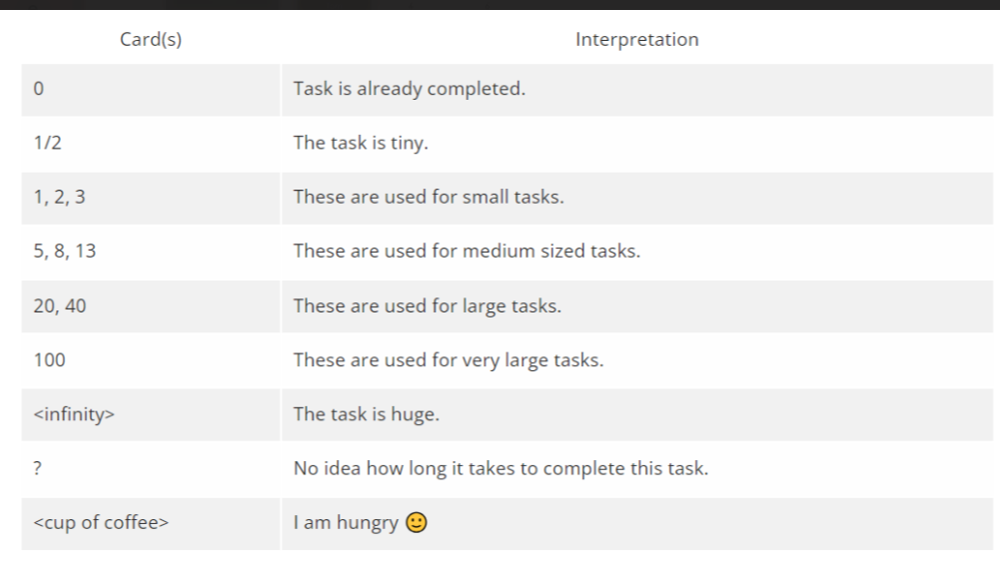 Card(s) Interpretation
0 Task is already completed.
1/2 The task is tiny.
1, 2, 3 These are used for small tasks.
5, 8, 13 These are used for medium sized tasks.
20, 40 These are used for large tasks.
100 These are used for very large tasks.
<infinity> The task is huge.
? No idea how long it takes to complete this task.
<cup of coffee> I am hungry 🙂